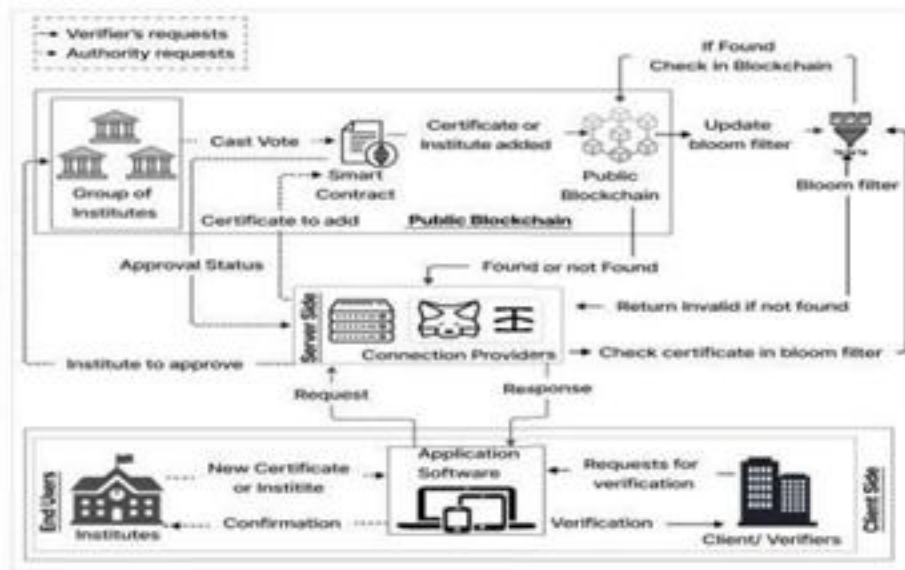 Verifier's requests
Authority requests
If Found
Check in Blockchain
Cast Vote
Certificate or
Institute added
Update
bloom filter
Group of
Institutes
Smart
Contract
Public
Blockchain
Bloom filter
Certificate to add
Public Blockchain
Approval Status
Found or not Found
Server Side
Return Invalid if not found
Connection Providers
Institute to approve
Check certificate in bloom filter
Request
Response
End Users
New Certificate
or Institite
Application
Software
Requests for
verification
Client Side
Confirmation
Verification
Institutes
Client/ Verifiers